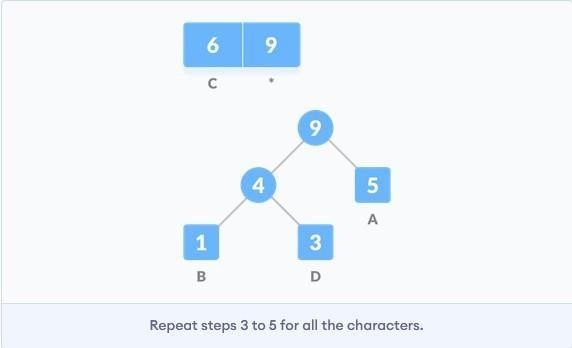 6 9
C *
9
4 5
A
1 3
B D
Repeat steps 3 to 5 for all the characters.